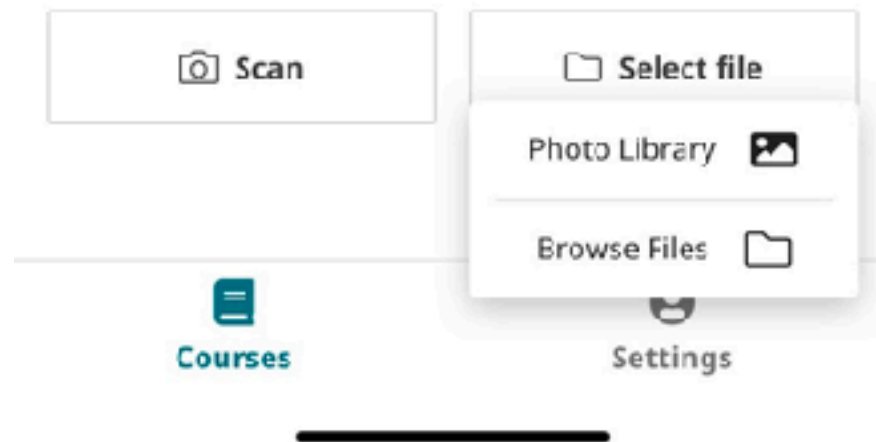 Scan
Select file
Photo Library
Browse Files
Courses
Settings